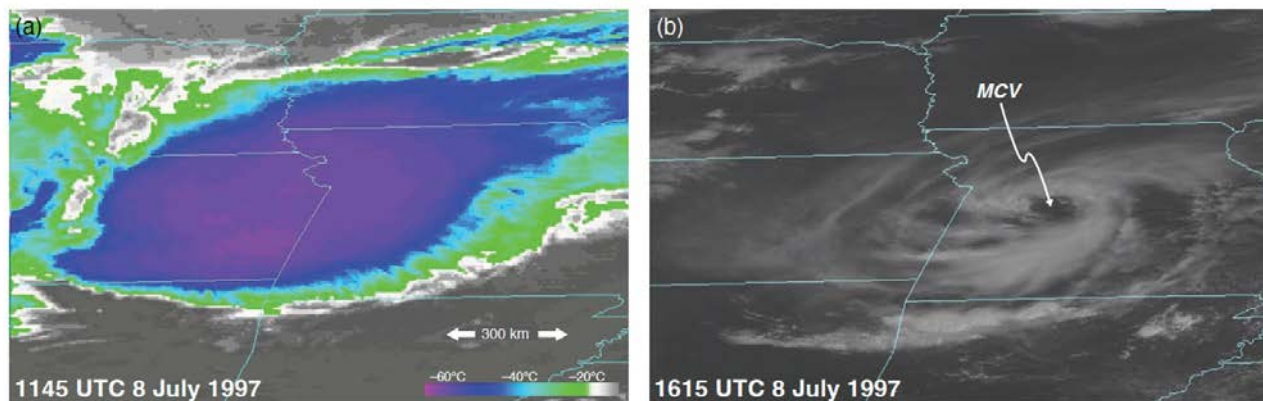 (a)
300 km
−60°C −40°C −20°C
1145 UTC 8 July 1997
(b)
MCV
1615 UTC 8 July 1997